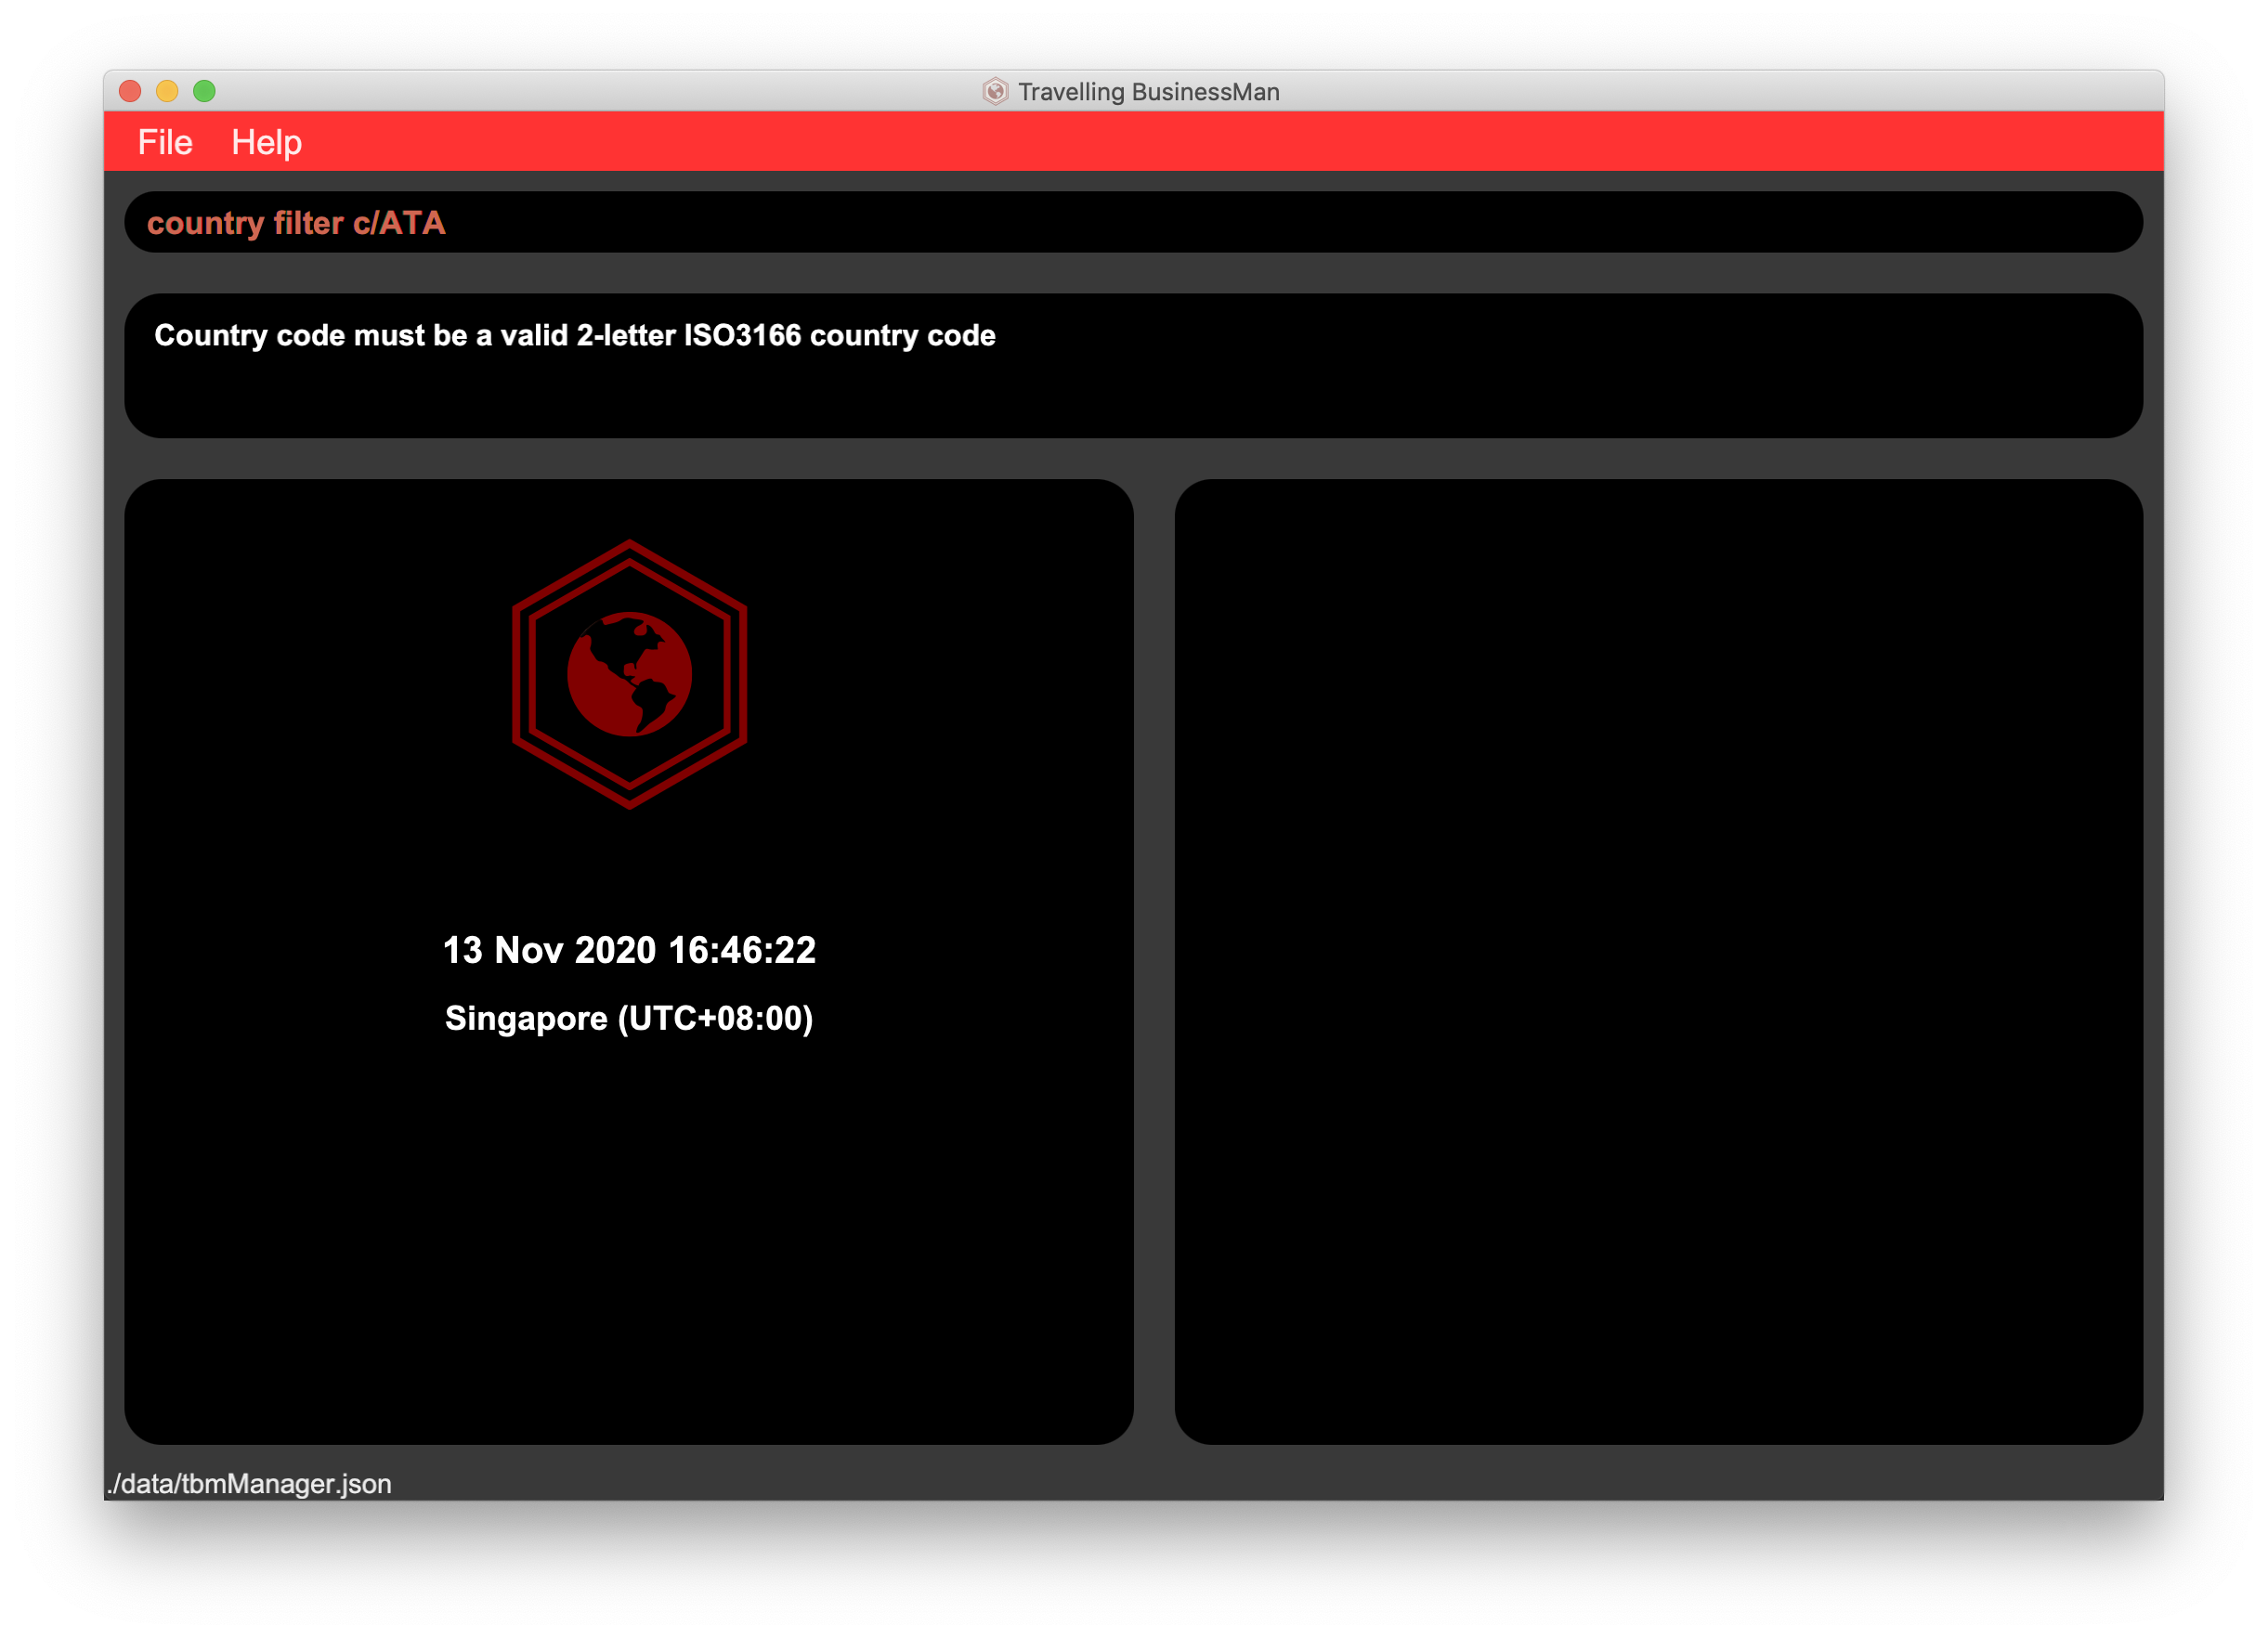 Travelling BusinessMan
File Help
country filter c/ATA
Country code must be a valid 2-letter ISO3166 country code
13 Nov 2020 16:46:22
Singapore (UTC+08:00)
./data/tbmManager.json